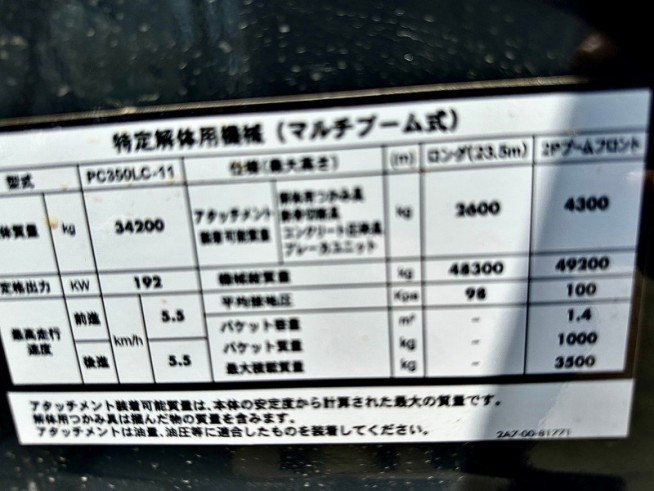 特定解体用機械（マルチブーム式）
型式 PC350LC-11 仕様（最大高さ） (m) ロング(23.5m) 2Pブームフロント
体質量 kg 34200 アタッチメント装着可能質量 解体用つかみ具 kg 2600 4300
鉄骨切断具
コンクリート圧砕具
ブレーカユニット
定格出力 KW 192 機械総質量 kg 48300 49200
最高走行速度 前進 km/h 5.5 平均接地圧 Kpa 98 100
バケット容量 m³ - 1.4
後進 5.5 バケット質量 kg - 1000
最大積載質量 kg - 3500
アタッチメント装着可能質量は、本体の安定度から計算された最大の質量です。
解体用つかみ具は掴んだ物の質量を含みます。
アタッチメントは油量、油圧等に適合したものを装着してください。
2A7-00-81771